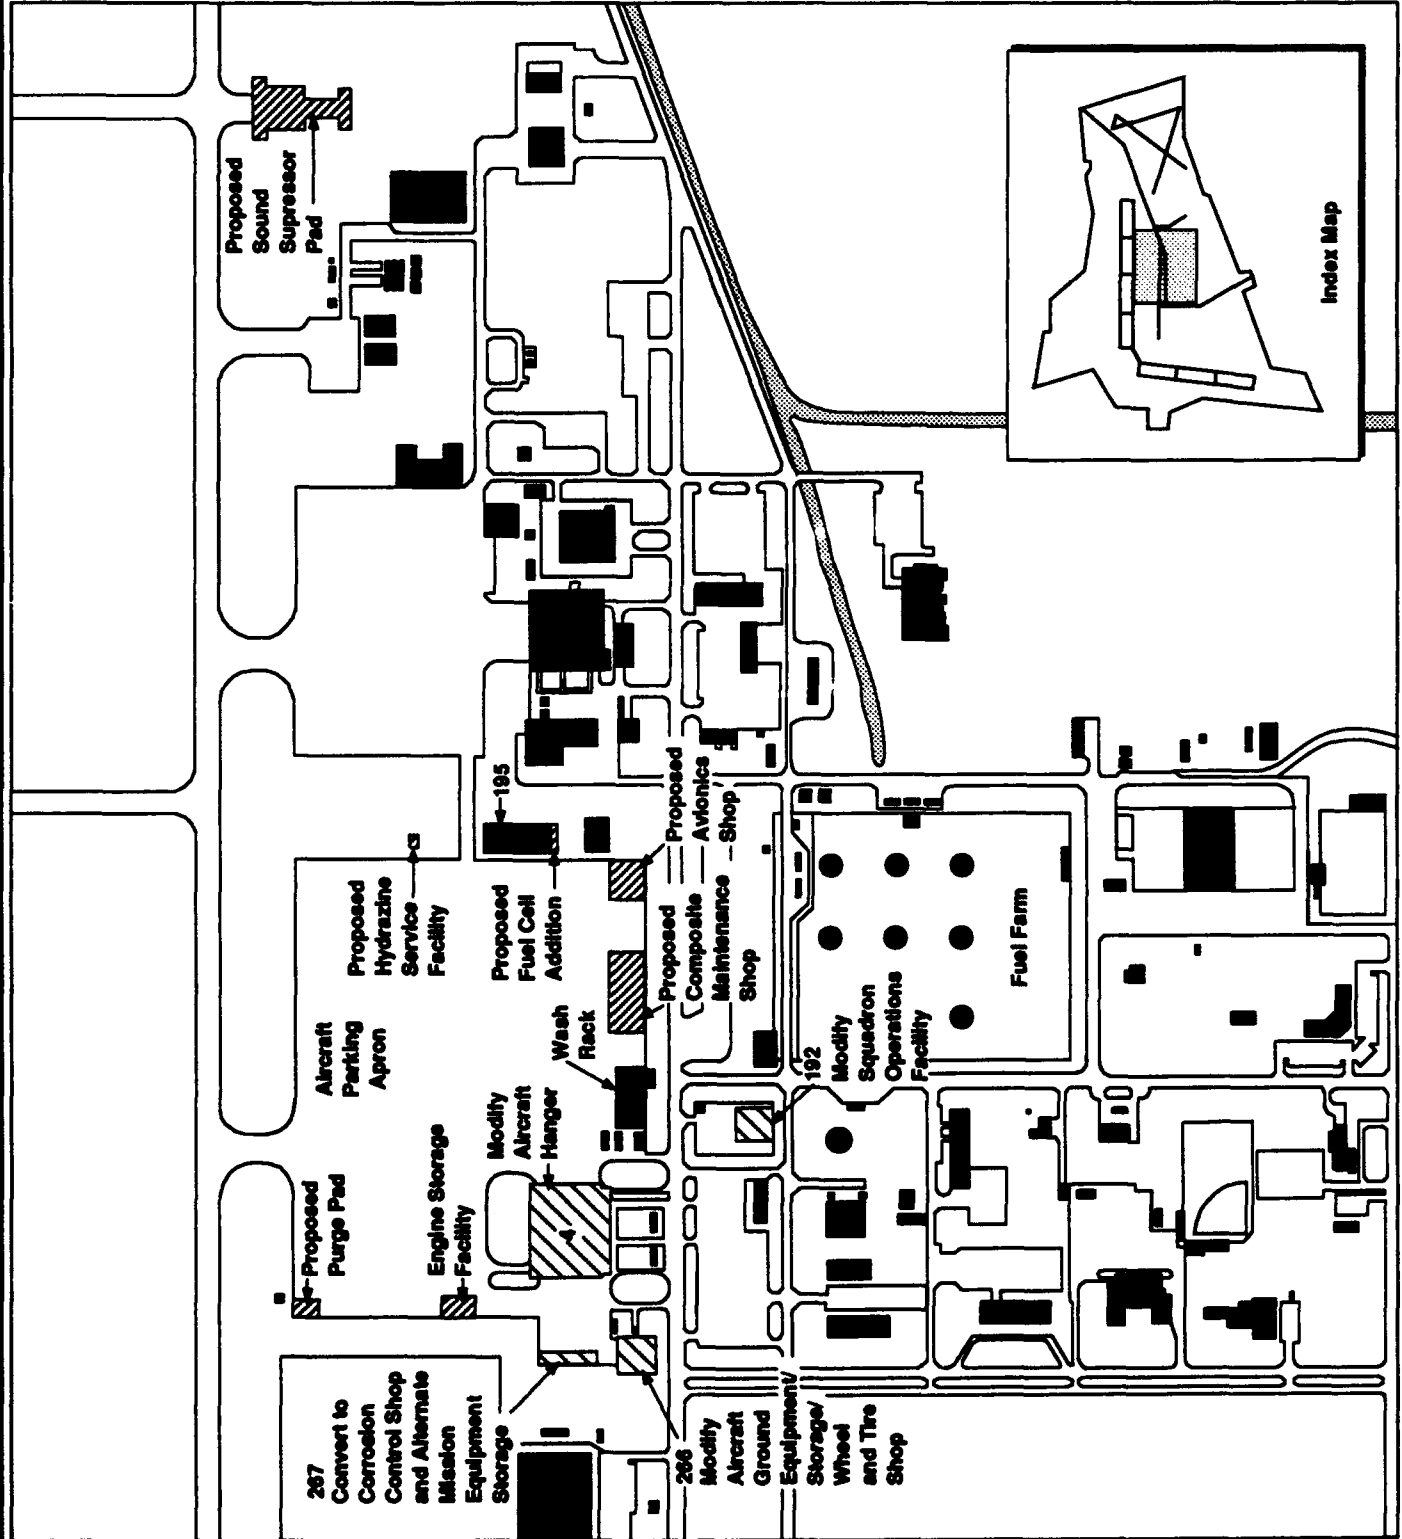 Proposed
Sound
Supressor
Pad
Index Map
195
Proposed
Avionics
Shop
Proposed
Hydrazine
Service
Facility
Proposed
Fuel Cell
Addition
Proposed
Composite
Maintenance
Shop
Aircraft
Parking
Apron
Wash
Rack
Fuel Farm
192
Modify
Squadron
Operations
Facility
Modify
Aircraft
Hanger
4
Proposed
Purge Pad
Engine Storage
Facility
267
Convert to
Corrosion
Control Shop
and Alternate
Mission
Equipment
Storage
266
Modify
Aircraft
Ground
Equipment/
Storage/
Wheel
and Tire
Shop